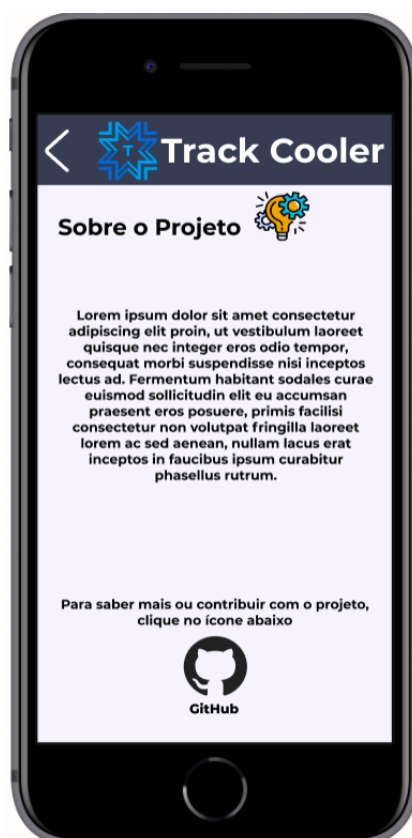 T
Track Cooler
Sobre o Projeto
Lorem ipsum dolor sit amet consectetur
adipiscing elit proin, ut vestibulum laoreet
quisque nec integer eros odio tempor,
consequat morbi suspendisse nisi inceptos
lectus ad. Fermentum habitant sodales curae
euismod sollicitudin elit eu accumsan
praesent eros posuere, primis facilisi
consectetur non volutpat fringilla laoreet
lorem ac sed aenean, nullam lacus erat
inceptos in faucibus ipsum curabitur
phasellus rutrum.
Para saber mais ou contribuir com o projeto,
clique no ícone abaixo
GitHub